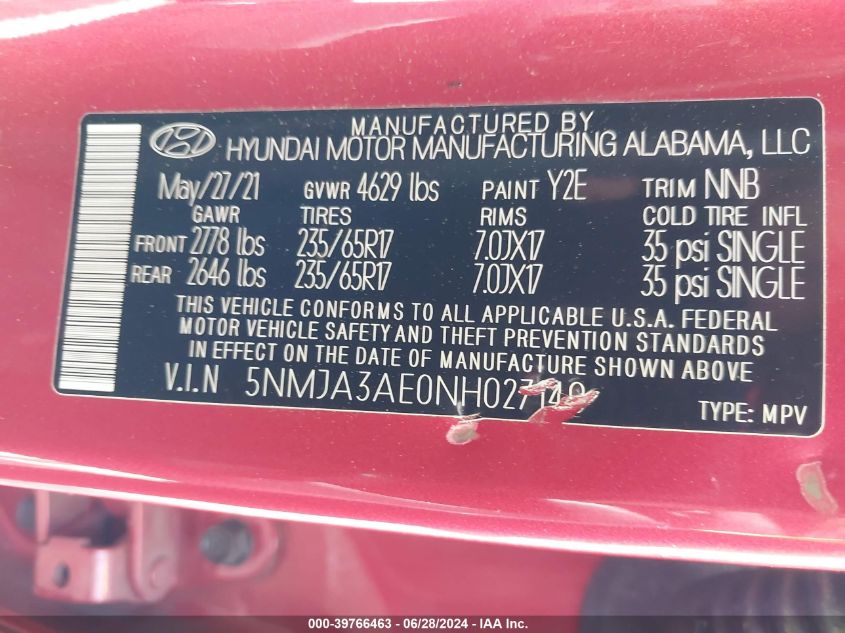 MANUFACTURED BY
HYUNDAI MOTOR MANUFACTURING ALABAMA, LLC
May/27/21 GVWR 4629 lbs PAINT Y2E TRIM NNB
GAWR TIRES RIMS COLD TIRE INFL
FRONT 2778 lbs 235/65R17 7.0JX17 35 psi SINGLE
REAR 2646 lbs 235/65R17 7.0JX17 35 psi SINGLE
THIS VEHICLE CONFORMS TO ALL APPLICABLE U.S.A. FEDERAL
MOTOR VEHICLE SAFETY AND THEFT PREVENTION STANDARDS
IN EFFECT ON THE DATE OF MANUFACTURE SHOWN ABOVE
V.I.N
TYPE: MPV
000-39766463 - 06/28/2024 - IAA Inc.